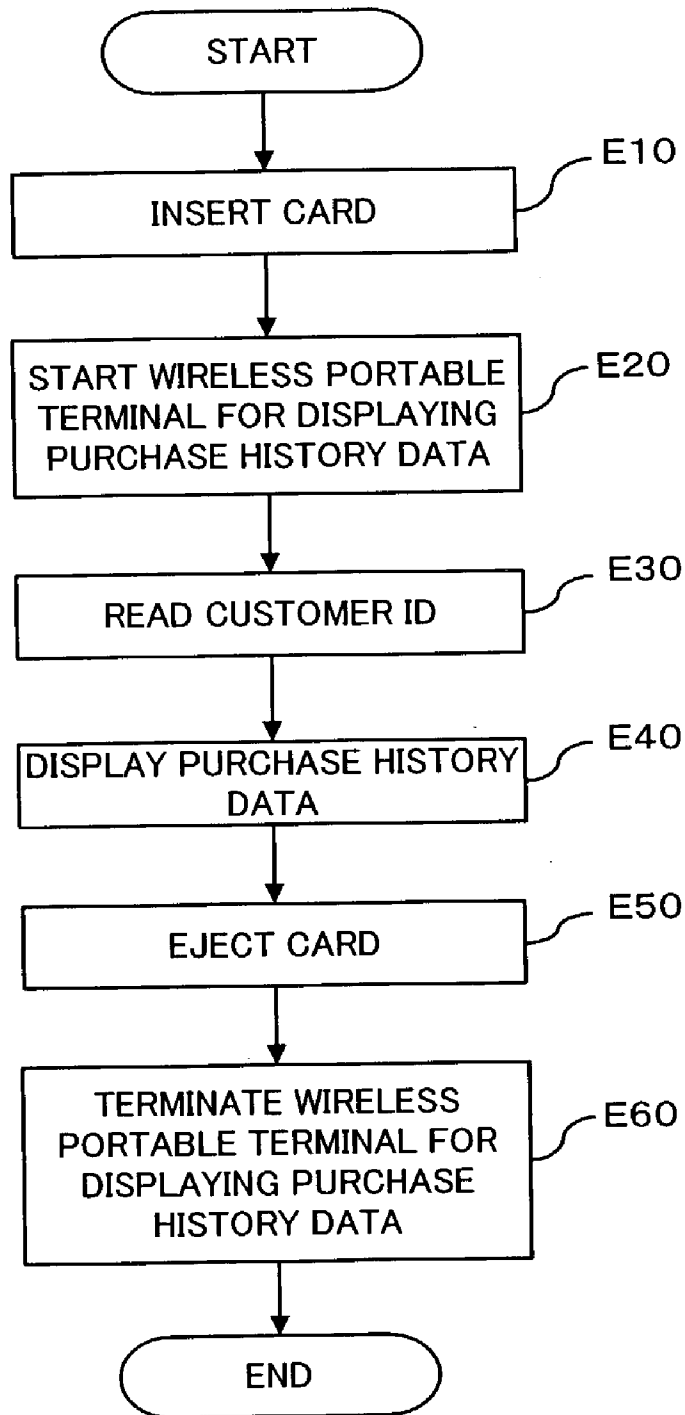 START
E10
INSERT CARD
E20
START WIRELESS PORTABLE
TERMINAL FOR DISPLAYING
PURCHASE HISTORY DATA
E30
READ CUSTOMER ID
E40
DISPLAY PURCHASE HISTORY
DATA
E50
EJECT CARD
E60
TERMINATE WIRELESS
PORTABLE TERMINAL FOR
DISPLAYING PURCHASE
HISTORY DATA
END